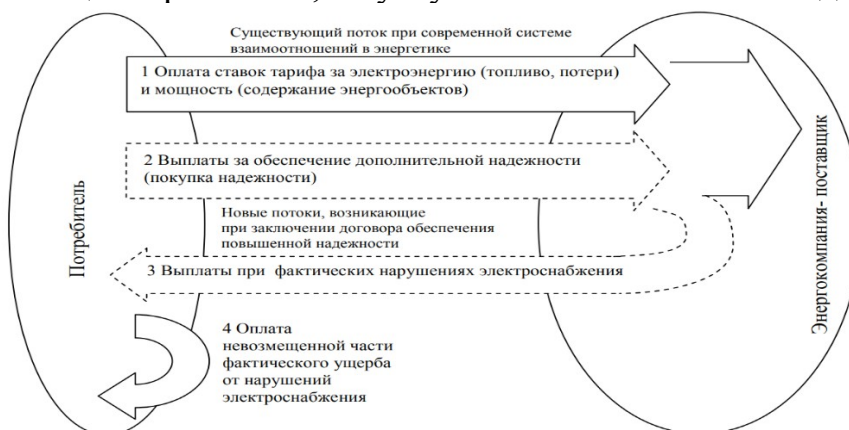 Существующий поток при современной системе
взаимоотношений в энергетике
1 Оплата ставок тарифа за электроэнергию (топливо, потери)
и мощность (содержание энергообъектов)
2 Выплаты за обеспечение дополнительной надежности
(покупка надежности)
Новые потоки, возникающие
при заключении договора обеспечения
повышенной надежности
3 Выплаты при фактических нарушениях электроснабжения
4 Оплата
невозмещенной части
фактического ущерба
от нарушений
электроснабжения
Потребитель
Энергокомпания- поставщик